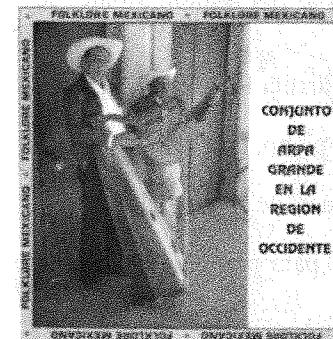 FOLKLORE MEXICANO - FOLKLORE MEXICANO
FOLKLORE MEXICANO - FOLKLORE MEXICANO
CONJUNTO
DE
ARPA
GRANDE
EN LA
REGION
DE
OCCIDENTE
FOLKLORE MEXICANO - FOLKLORE MEXICANO